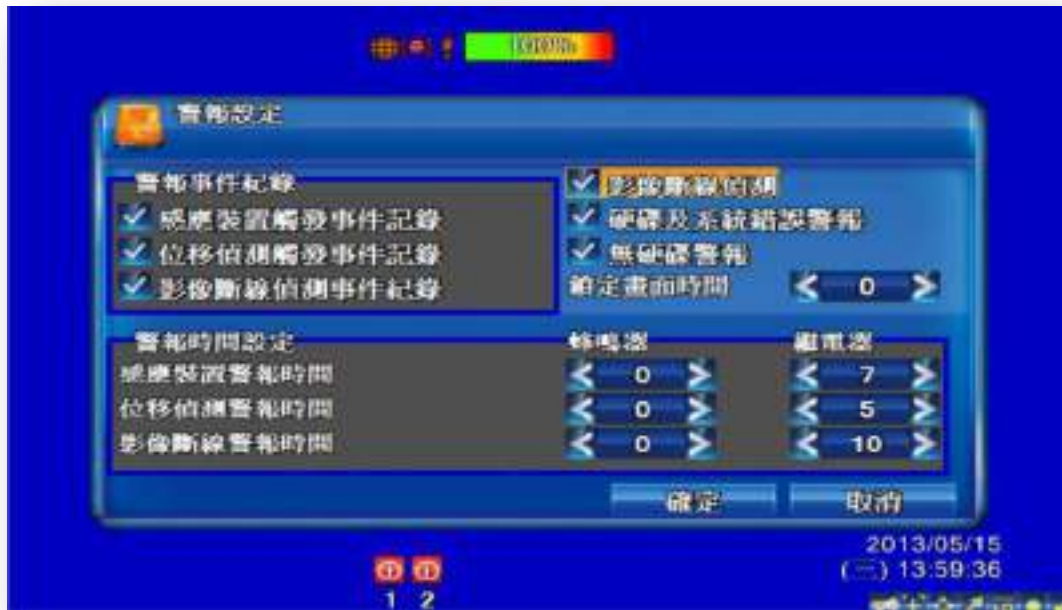 100%
警報設定
警報事件紀錄
感應裝置觸發事件記錄
位移偵測觸發事件記錄
影像斷線偵測事件紀錄
影像斷線偵測
硬碟及系統錯誤警報
無硬碟警報
鎖定畫面時間 0
警報時間設定 蜂鳴器 繼電器
感應裝置警報時間 0 7
位移偵測警報時間 0 5
影像斷線警報時間 0 10
確定 取消
2013/05/15
1 2 (三) 13:59:36